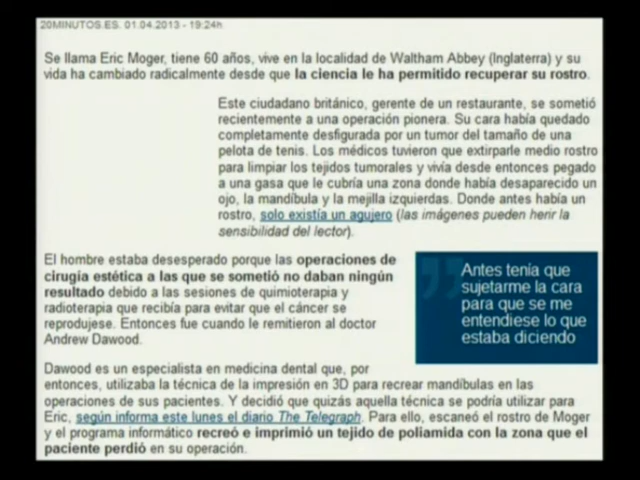 20MINUTOS.ES. 01.04.2013 - 19:24h
Se llama Eric Moger, tiene 60 años, vive en la localidad de Waltham Abbey (Inglaterra) y su
vida ha cambiado radicalmente desde que la ciencia le ha permitido recuperar su rostro.
Este ciudadano británico, gerente de un restaurante, se sometió
recientemente a una operación pionera. Su cara había quedado
completamente desfigurada por un tumor del tamaño de una
pelota de tenis. Los médicos tuvieron que extirparle medio rostro
para limpiar los tejidos tumorales y vivía desde entonces pegado
a una gasa que le cubría una zona donde había desaparecido un
ojo, la mandíbula y la mejilla izquierdas. Donde antes había un
rostro, solo existía un agujero (las imágenes pueden herir la
sensibilidad del lector).
El hombre estaba desesperado porque las operaciones de
cirugía estética a las que se sometió no daban ningún
resultado debido a las sesiones de quimioterapia y
radioterapia que recibía para evitar que el cáncer se
reprodujese. Entonces fue cuando le remitieron al doctor
Andrew Dawood.
Antes tenía que
sujetarme la cara
para que se me
entendiese lo que
estaba diciendo
Dawood es un especialista en medicina dental que, por
entonces, utilizaba la técnica de la impresión en 3D para recrear mandíbulas en las
operaciones de sus pacientes. Y decidió que quizás aquella técnica se podría utilizar para
Eric, según informa este lunes el diario The Telegraph. Para ello, escaneó el rostro de Moger
y el programa informático recreó e imprimió un tejido de poliamida con la zona que el
paciente perdió en su operación.